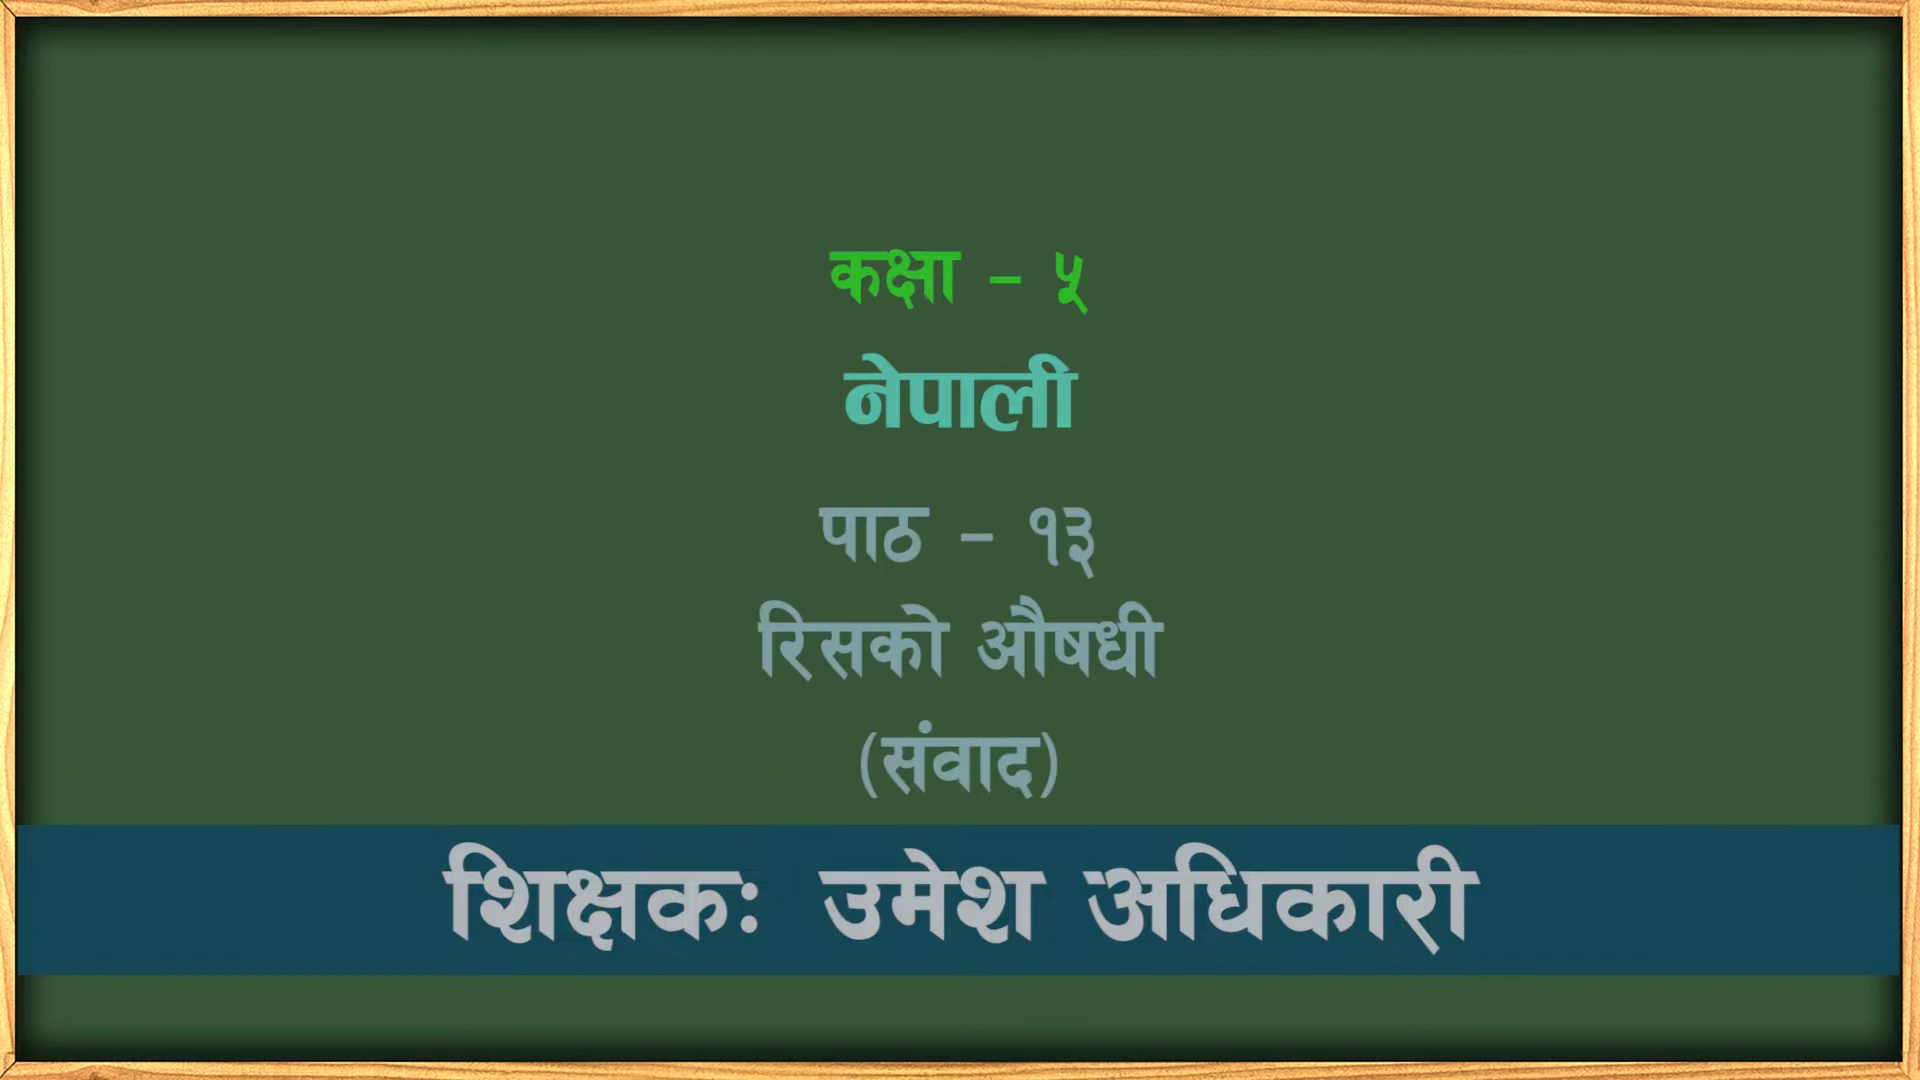 कक्षा - ५
नेपाली
पाठ - १३
रिसको औषधी
(संवाद)
शिक्षकः उमेश अधिकारी